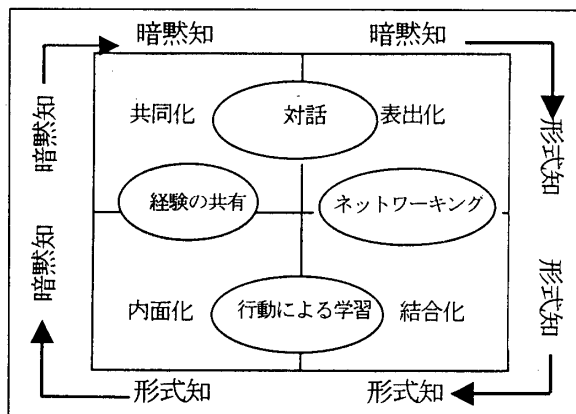 暗黙知
暗黙知
暗黙知
形式知
共同化
対話
表出化
経験の共有
ネットワーキング
暗黙知
形式知
内面化
行動による学習
結合化
形式知
形式知